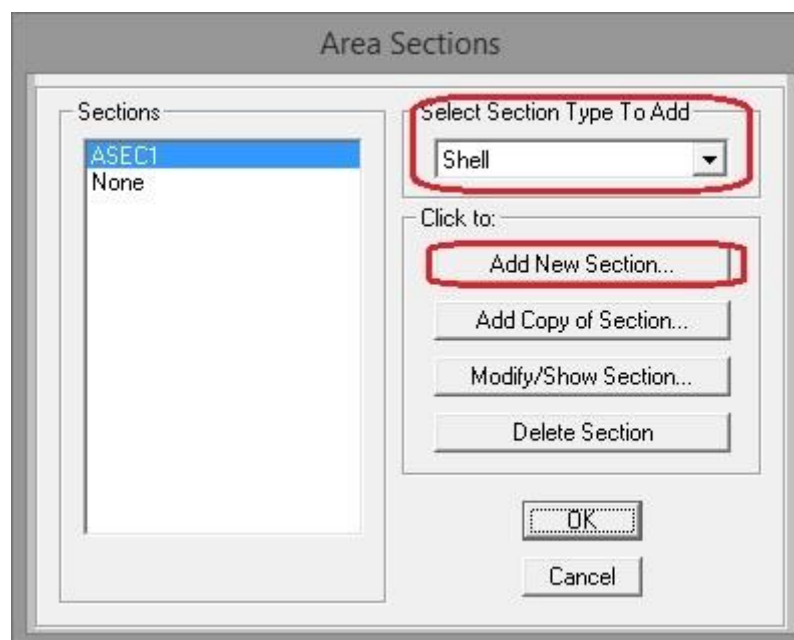 Area Sections
Sections
ASEC1
None
Select Section Type To Add
Shell
Click to:
Add New Section...
Add Copy of Section...
Modify/Show Section...
Delete Section
OK
Cancel